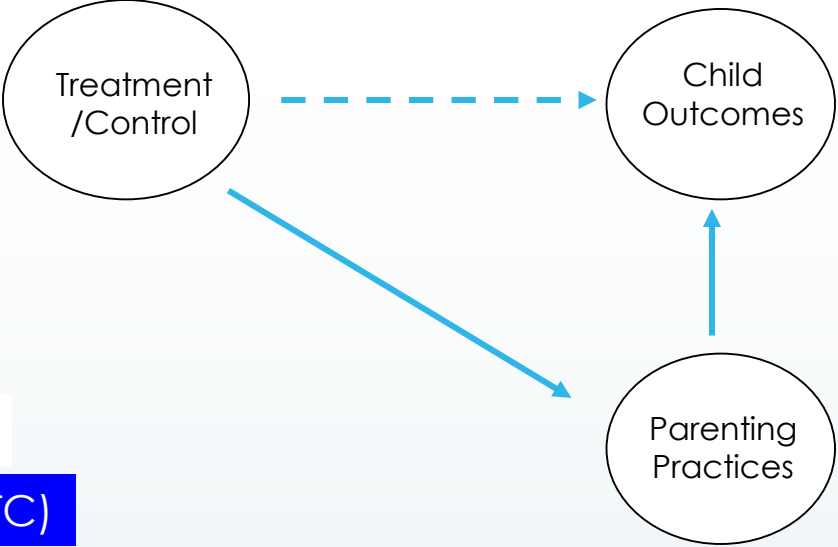 Treatment
/Control
Child
Outcomes
Parenting
Practices
C)